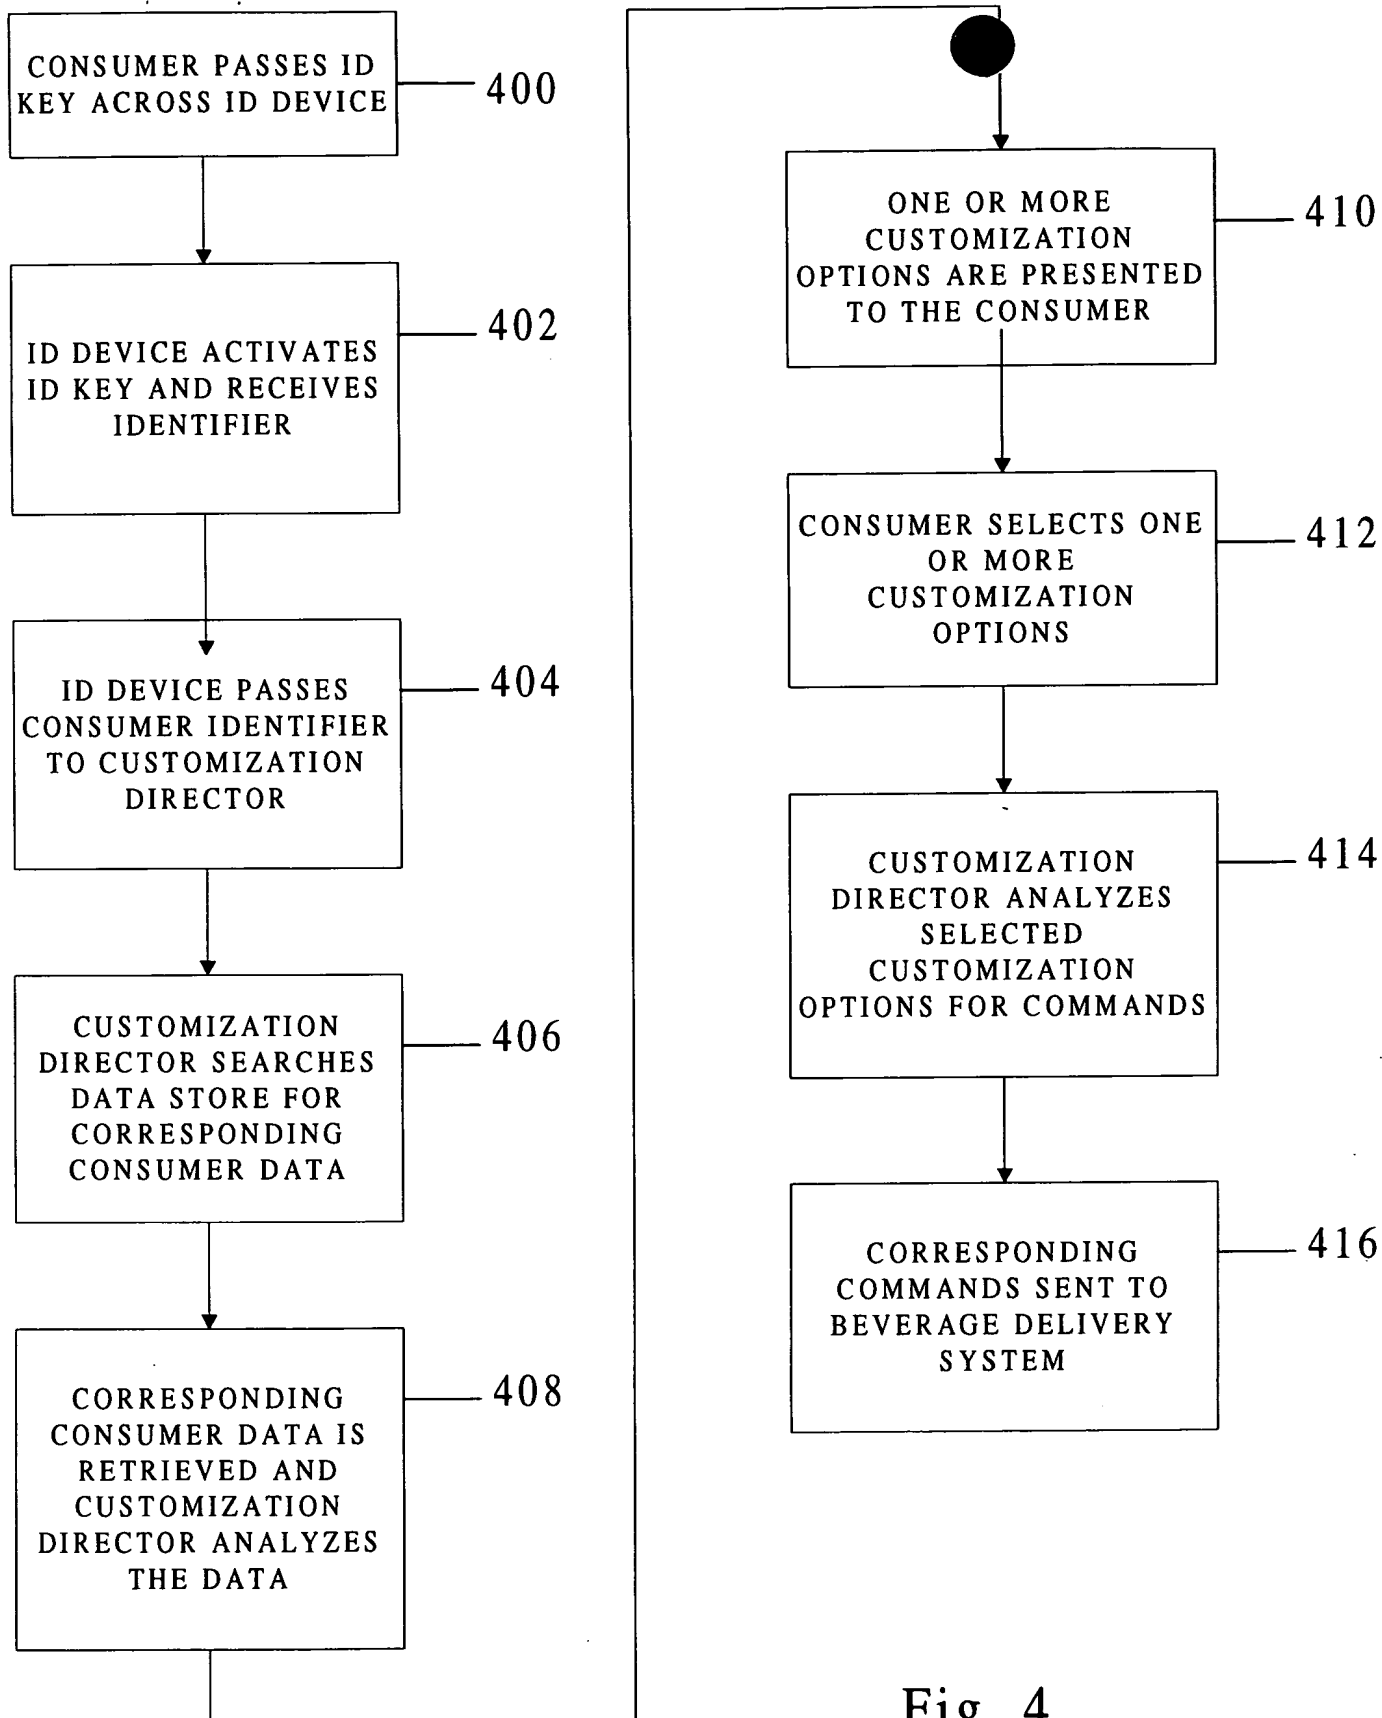 CONSUMER PASSES ID
KEY ACROSS ID DEVICE
400
ID DEVICE ACTIVATES
ID KEY AND RECEIVES
IDENTIFIER
402
ID DEVICE PASSES
CONSUMER IDENTIFIER
TO CUSTOMIZATION
DIRECTOR
404
CUSTOMIZATION
DIRECTOR SEARCHES
DATA STORE FOR
CORRESPONDING
CONSUMER DATA
406
CORRESPONDING
CONSUMER DATA IS
RETRIEVED AND
CUSTOMIZATION
DIRECTOR ANALYZES
THE DATA
408
ONE OR MORE
CUSTOMIZATION
OPTIONS ARE PRESENTED
TO THE CONSUMER
410
CONSUMER SELECTS ONE
OR MORE
CUSTOMIZATION
OPTIONS
412
CUSTOMIZATION
DIRECTOR ANALYZES
SELECTED
CUSTOMIZATION
OPTIONS FOR COMMANDS
414
CORRESPONDING
COMMANDS SENT TO
BEVERAGE DELIVERY
SYSTEM
416
Fig. 4